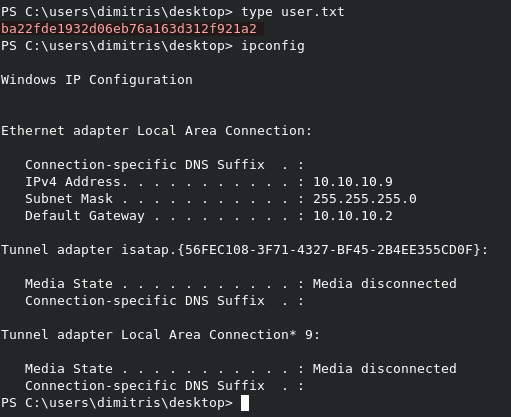 PS C:\users\dimitris\desktop> type user.txt
ba22fde1932d06eb76a163d312f921a2
PS C:\users\dimitris\desktop> ipconfig
Windows IP Configuration
Ethernet adapter Local Area Connection:
   Connection-specific DNS Suffix  . :
   IPv4 Address. . . . . . . . . . . : 10.10.10.9
   Subnet Mask . . . . . . . . . . . : 255.255.255.0
   Default Gateway . . . . . . . . . : 10.10.10.2
Tunnel adapter isatap.{56FEC108-3F71-4327-BF45-2B4EE355CD0F}:
   Media State . . . . . . . . . . . : Media disconnected
   Connection-specific DNS Suffix  . :
Tunnel adapter Local Area Connection* 9:
   Media State . . . . . . . . . . . : Media disconnected
   Connection-specific DNS Suffix  . :
PS C:\users\dimitris\desktop>